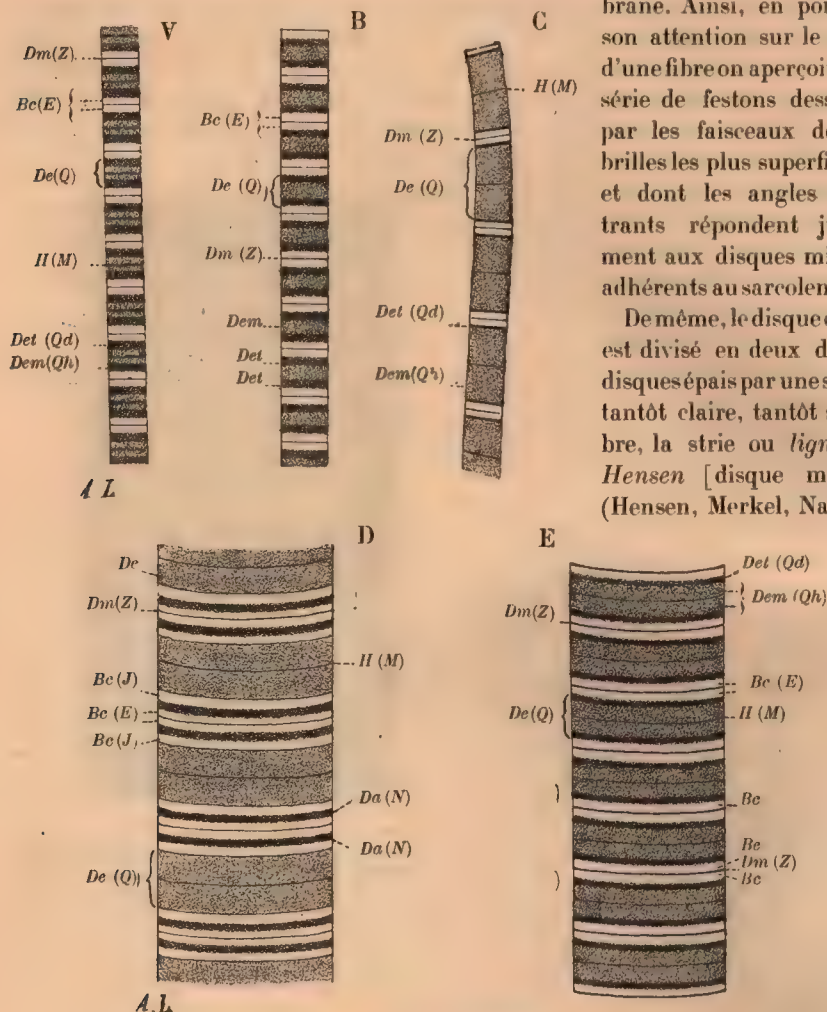 V
Dm(Z)
Bc(E)
De(Q)
H(M)
Det (Qd)
Dem(Qh)
A L
B
Bc (E)
De (Q)
Dm (Z)
Dem
Det
Det
C
H(M)
Dm (Z)
De (Q)
Det (Qd)
Dem(Qh)
brane. Ainsi, en por
son attention sur le
d'une fibre on aperçoi
série de festons dess
par les faisceaux de
brilles les plus superfi
et dont les angles
trants répondent j
ment aux disques mi
adhérents au sarcolen
De même, le disque
est divisé en deux d
disques épais par une s
tantôt claire, tantôt
bre, la strie ou lign
Hensen [disque m
(Hensen, Merkel, Na
D
De
Dm(Z)
H (M)
Bc (J)
Bc (E)
Bc (J)
Da (N)
Da (N)
De (Q)
A.L
E
Det (Qd)
Dem (Qh)
Dm(Z)
Bc (E)
De(Q)
H (M)
Bc
Bc
Dm (Z)
Bc